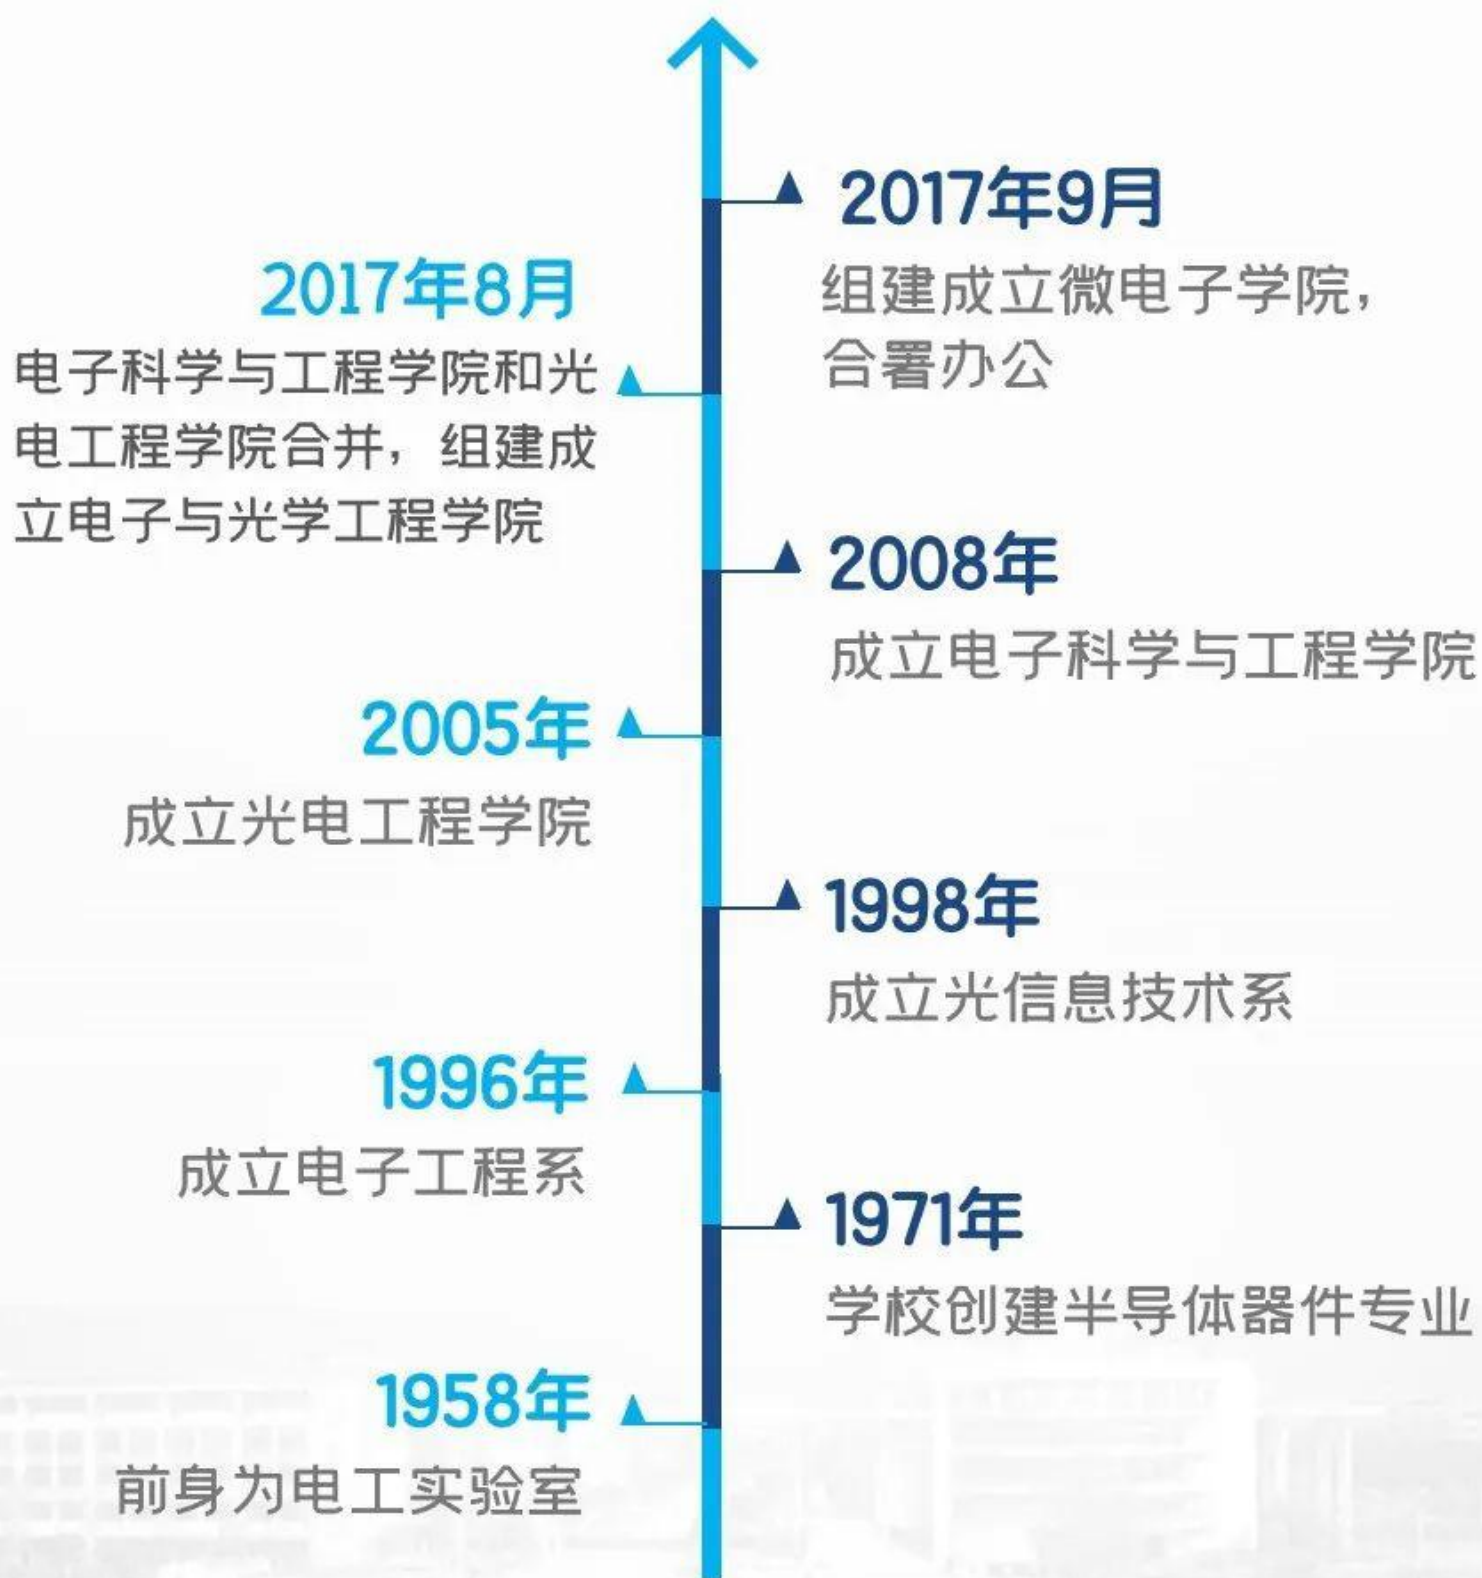 2017年9月
组建成立微电子学院，
合署办公
2017年8月
电子科学与工程学院和光
电工程学院合并，组建成
立电子与光学工程学院
2008年
成立电子科学与工程学院
2005年
成立光电工程学院
1998年
成立光信息技术系
1996年
成立电子工程系
1971年
学校创建半导体器件专业
1958年
前身为电工实验室